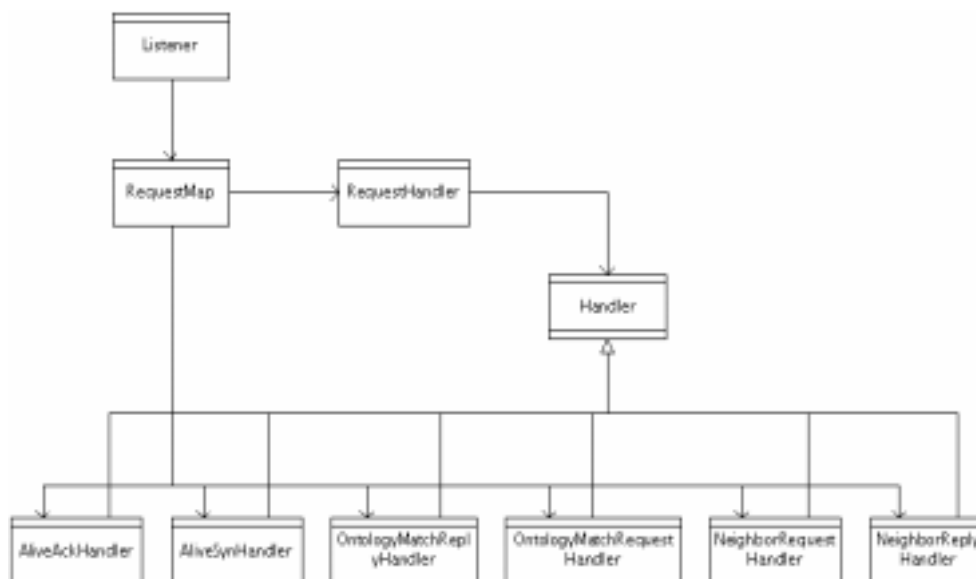 Listener
RequestMap
RequestHandler
Handler
AliveAckHandler
AliveSynHandler
OntologyMatchRepl
yHandler
OntologyMatchRequest
Handler
NeighborRequest
Handler
NeighborReply
Handler